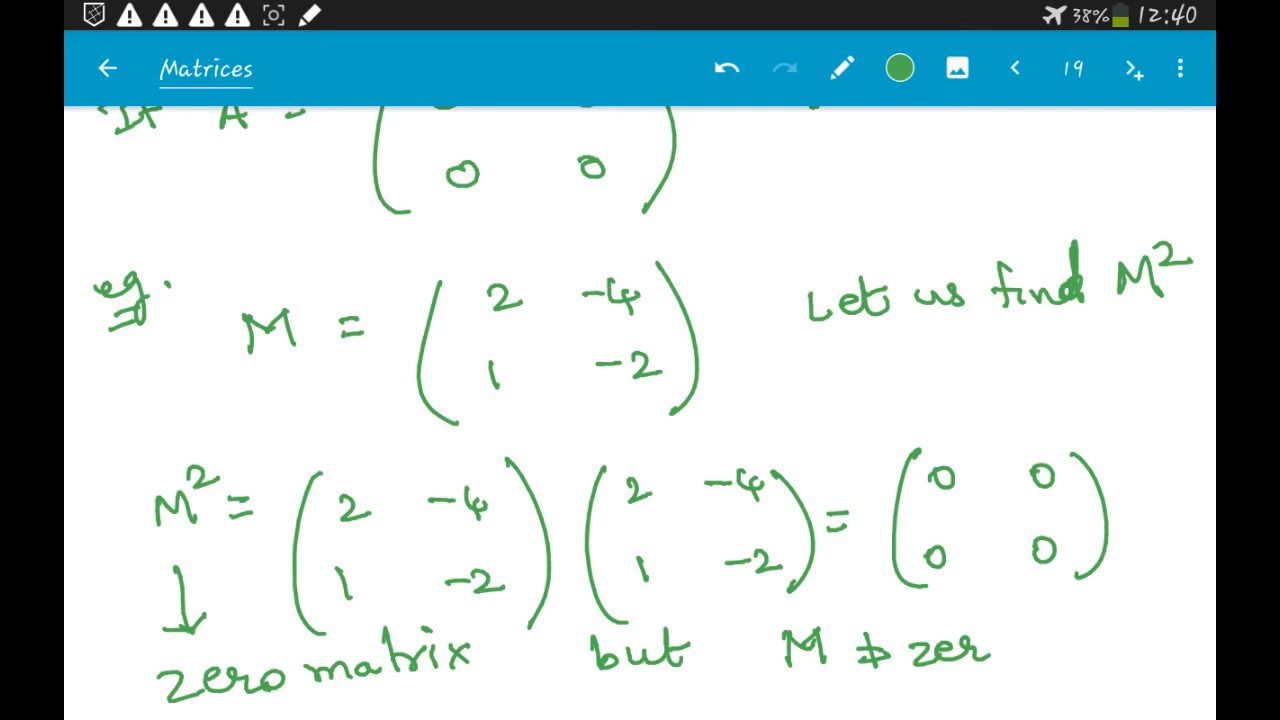 38% 12:40
Matrices 19
If A =
0 0
eg. M = ( 2 -4 Let us find M²
1 -2 )
M² = ( 2 -4 ) ( 2 -4 ) = ( 0 0
1 -2 1 -2 0 0 )
zero matrix but M ≠> zer